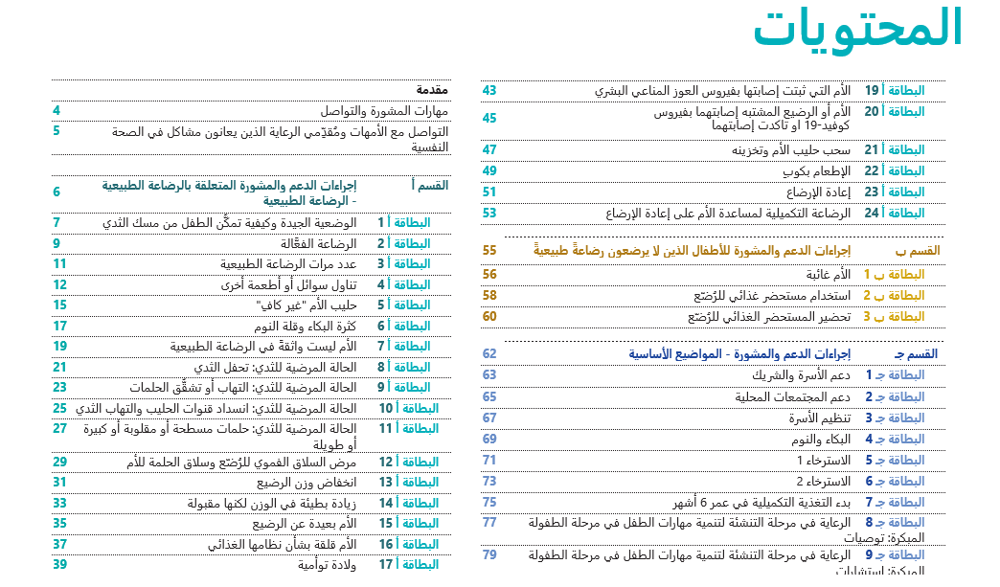 المحتويات
البطاقة أ 19 الأم التي ثبتت إصابتها بفيروس العوز المناعي البشري 43
البطاقة أ 20 الأم أو الرضيع المشتبه إصابتهما بفيروس 45
كوفيد-19 او تاكدت إصابتهما
البطاقة أ 21 سحب حليب الأم وتخزينه 47
البطاقة أ 22 الإطعام بكوبٍ 49
البطاقة أ 23 إعادة الإرضاع 51
البطاقة أ 24 الرضاعة التكميلية لمساعدة الأم على إعادة الإرضاع 53
القسم ب إجراءات الدعم والمشورة للأطفال الذين لا يرضعون رضاعةً طبيعيةً 55
البطاقة ب 1 الأم غائبة 56
البطاقة ب 2 استخدام مستحضر غذائي للرُضّع 58
البطاقة ب 3 تحضير المستحضر الغذائي للرُضّع 60
القسم جـ إجراءات الدعم والمشورة - المواضيع الأساسية 62
البطاقة جـ 1 دعم الأسرة والشريك 63
البطاقة جـ 2 دعم المجتمعات المحلية 65
البطاقة جـ 3 تنظيم الأسرة 67
البطاقة جـ 4 البكاء والنوم 69
البطاقة جـ 5 الاسترخاء 1 71
البطاقة جـ 6 الاسترخاء 2 73
البطاقة جـ 7 بدء التغذية التكميلية في عمر 6 أشهر 75
البطاقة جـ 8 الرعاية في مرحلة التنشئة لتنمية مهارات الطفل في مرحلة الطفولة 77
المبكرة: توصيات
البطاقة جـ 9 الرعاية في مرحلة التنشئة لتنمية مهارات الطفل في مرحلة الطفولة 79
المبكرة: استشارات
مقدمة
مهارات المشورة والتواصل 4
التواصل مع الأمهات ومُقدّمي الرعاية الذين يعانون مشاكل في الصحة 5
النفسية
القسم أ إجراءات الدعم والمشورة المتعلقة بالرضاعة الطبيعية 6
- الرضاعة الطبيعية
البطاقة أ 1 الوضعية الجيدة وكيفية تمكّن الطفل من مسك الثدي 7
البطاقة أ 2 الرضاعة الفعَّالة 9
البطاقة أ 3 عدد مرات الرضاعة الطبيعية 11
البطاقة أ 4 تناول سوائل أو أطعمة أخرى 12
البطاقة أ 5 حليب الأم "غير كافٍ" 15
البطاقة أ 6 كثرة البكاء وقلة النوم 17
البطاقة أ 7 الأم ليست واثقةً في الرضاعة الطبيعية 19
البطاقة أ 8 الحالة المرضية للثدي: تحفل الثدي 21
البطاقة أ 9 الحالة المرضية للثدي: التهاب أو تشقُّق الحلمات 23
البطاقة أ 10 الحالة المرضية للثدي: انسداد قنوات الحليب والتهاب الثدي 25
البطاقة أ 11 الحالة المرضية للثدي: حلمات مسطحة أو مقلوبة أو كبيرة 27
أو طويلة
البطاقة أ 12 مرض السلاق الفموي للرُضّع وسلاق الحلمة للأم 29
البطاقة أ 13 انخفاض وزن الرضيع 31
البطاقة أ 14 زيادة بطيئة في الوزن لكنها مقبولة 33
البطاقة أ 15 الأم بعيدة عن الرضيع 35
البطاقة أ 16 الأم قلقة بشأن نظامها الغذائي 37
البطاقة أ 17 ولادة توأمية 39